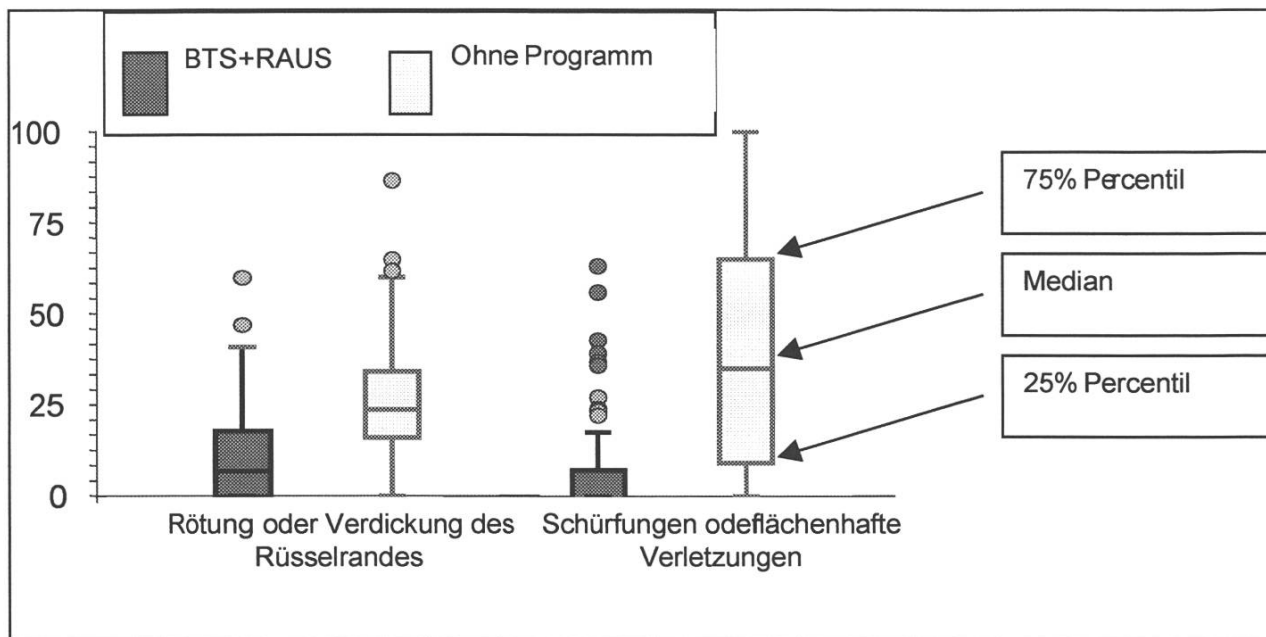 BTS+RAUS
Ohne Programm
100
75
50
25
0
75% Percentil
Median
25% Percentil
Rötung oder Verdickung des
Rüsselrandes
Schürfungen odeflächenhafte
Verletzungen